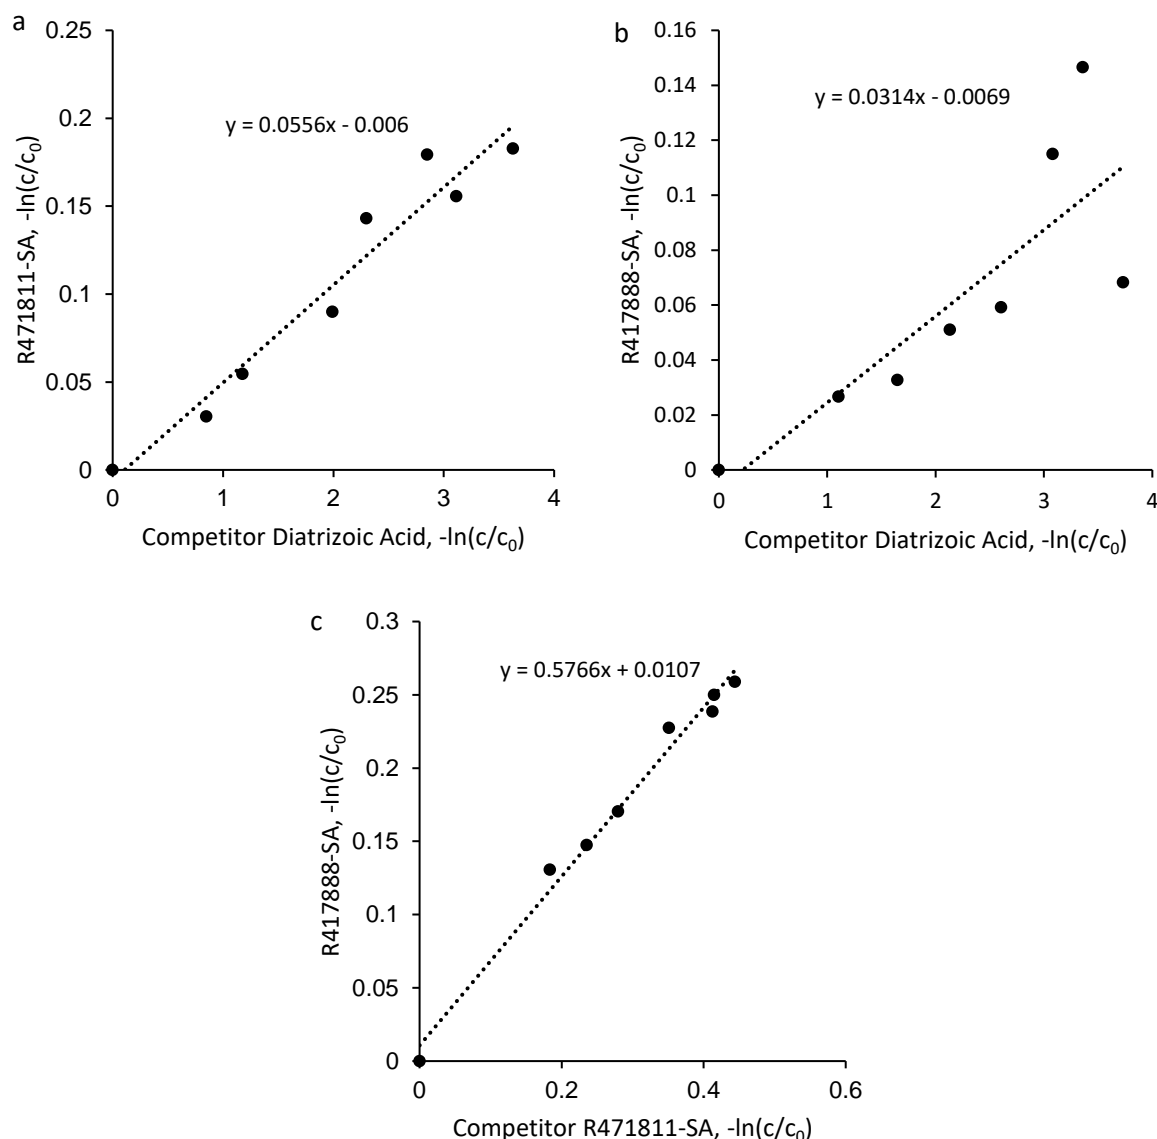 a
0.25
0.2
0.15
0.1
0.05
0
0 1 2 3 4
y = 0.0556x - 0.006
R471811-SA, -ln(c/c₀)
Competitor Diatrizoic Acid, -ln(c/c₀)
b
0.16
0.14
0.12
0.1
0.08
0.06
0.04
0.02
0
0 1 2 3 4
y = 0.0314x - 0.0069
R417888-SA, -ln(c/c₀)
Competitor Diatrizoic Acid, -ln(c/c₀)
c
0.3
0.25
0.2
0.15
0.1
0.05
0
0 0.2 0.4 0.6
y = 0.5766x + 0.0107
R417888-SA, -ln(c/c₀)
Competitor R471811-SA, -ln(c/c₀)